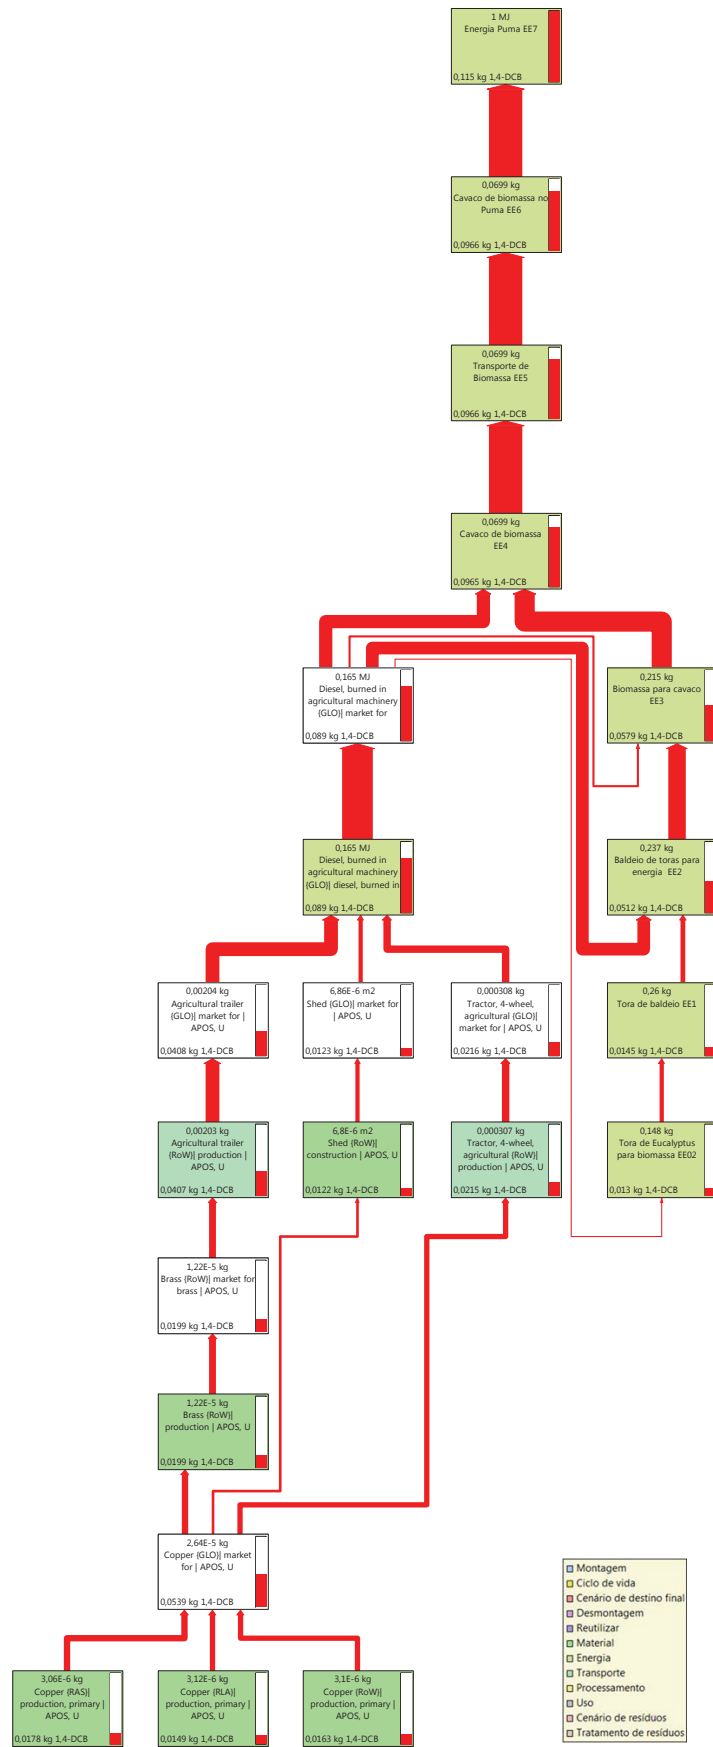 1 MJ
Energia Puma EE7
0,115 kg 1,4-DCB
0,0699 kg
Cavaco de biomassa no
Puma EE6
0,0966 kg 1,4-DCB
0,0699 kg
Transporte de
Biomassa EE5
0,0966 kg 1,4-DCB
0,0699 kg
Cavaco de biomassa
EE4
0,0965 kg 1,4-DCB
0,165 MJ
Diesel, burned in
agricultural machinery
{GLO}| market for
0,089 kg 1,4-DCB
0,215 kg
Biomassa para cavaco
EE3
0,0579 kg 1,4-DCB
0,165 MJ
Diesel, burned in
agricultural machinery
{GLO}| diesel, burned in
0,089 kg 1,4-DCB
0,237 kg
Baldeio de toras para
energia EE2
0,0512 kg 1,4-DCB
0,00204 kg
Agricultural trailer
{GLO}| market for |
APOS, U
0,0408 kg 1,4-DCB
6,86E-6 m2
Shed {GLO}| market for
| APOS, U
0,0123 kg 1,4-DCB
0,000308 kg
Tractor, 4-wheel,
agricultural {GLO}|
market for | APOS, U
0,0216 kg 1,4-DCB
0,26 kg
Tora de baldeio EE1
0,0145 kg 1,4-DCB
0,00203 kg
Agricultural trailer
{RoW}| production |
APOS, U
0,0407 kg 1,4-DCB
6,8E-6 m2
Shed {RoW}|
construction | APOS, U
0,0122 kg 1,4-DCB
0,000307 kg
Tractor, 4-wheel,
agricultural {RoW}|
production | APOS, U
0,0215 kg 1,4-DCB
0,148 kg
Tora de Eucalyptus
para biomassa EE02
0,013 kg 1,4-DCB
1,22E-5 kg
Brass {RoW}| market for
brass | APOS, U
0,0199 kg 1,4-DCB
1,22E-5 kg
Brass {RoW}|
production | APOS, U
0,0199 kg 1,4-DCB
2,64E-5 kg
Copper {GLO}| market
for | APOS, U
0,0539 kg 1,4-DCB
3,06E-6 kg
Copper {RAS}|
production, primary |
APOS, U
0,0178 kg 1,4-DCB
3,12E-6 kg
Copper {RLA}|
production, primary |
APOS, U
0,0149 kg 1,4-DCB
3,1E-6 kg
Copper {RoW}|
production, primary |
APOS, U
0,0163 kg 1,4-DCB
Montagem
Ciclo de vida
Cenário de destino final
Desmontagem
Reutilizar
Material
Energia
Transporte
Processamento
Uso
Cenário de resíduos
Tratamento de resíduos